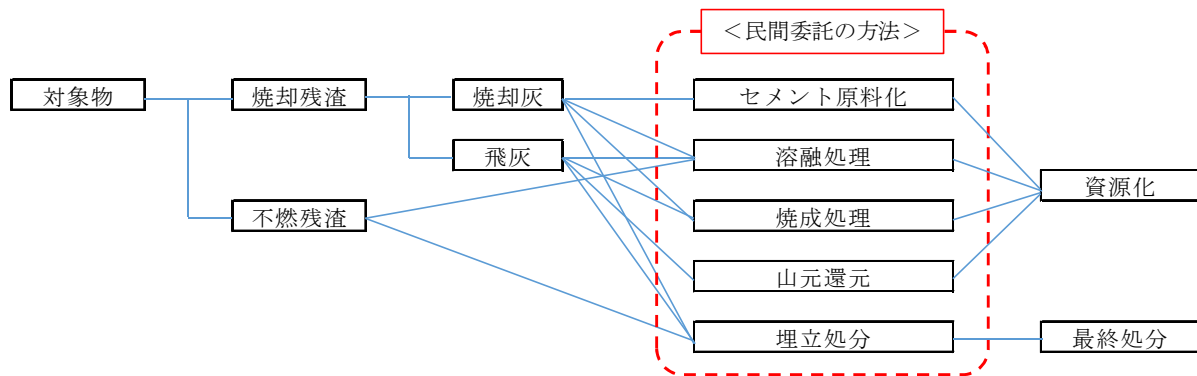 ＜民間委託の方法＞
対象物
焼却残渣
焼却灰
セメント原料化
飛灰
溶融処理
資源化
不燃残渣
焼成処理
山元還元
埋立処分
最終処分